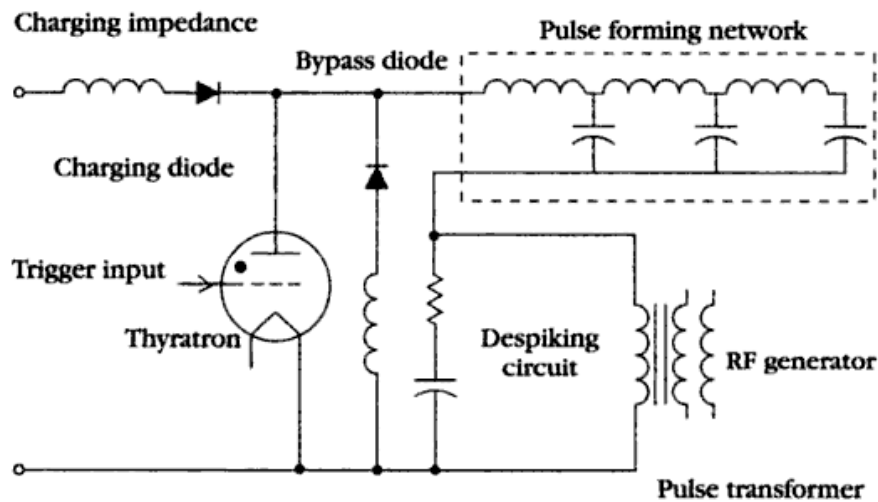 Charging impedance
Pulse forming network
Bypass diode
Charging diode
Trigger input
Thyratron
Despiking
circuit
RF generator
Pulse transformer